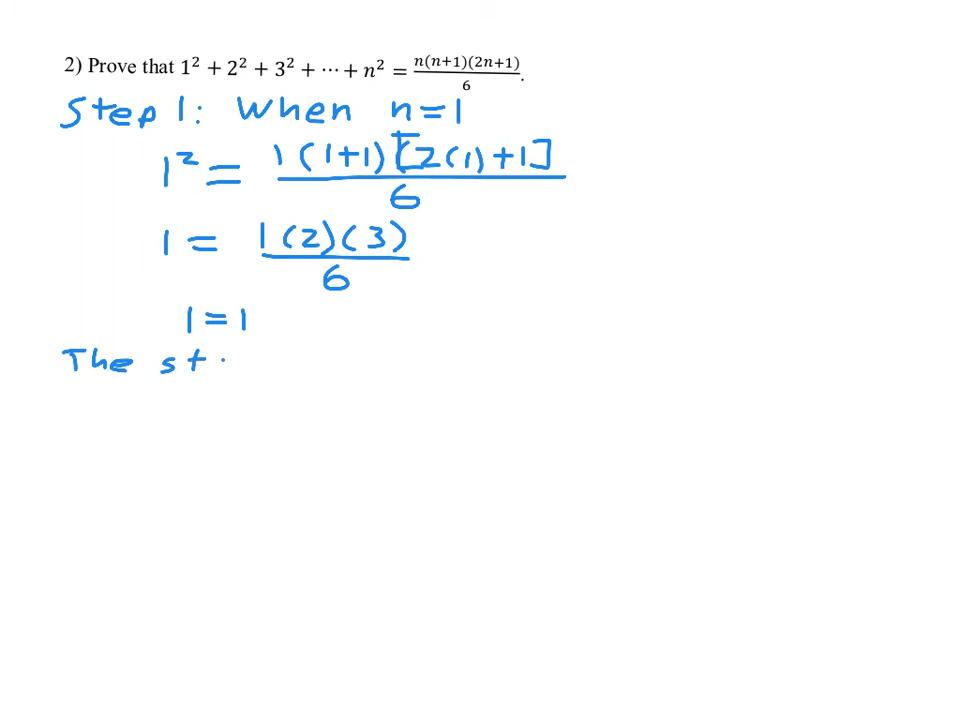 2) Prove that 1² + 2² + 3² + ⋯ + n² = n(n+1)(2n+1)/6.
Step 1: When n=1
1² = 1(1+1)[2(1)+1]/6
1 = 1(2)(3)/6
1=1
The st